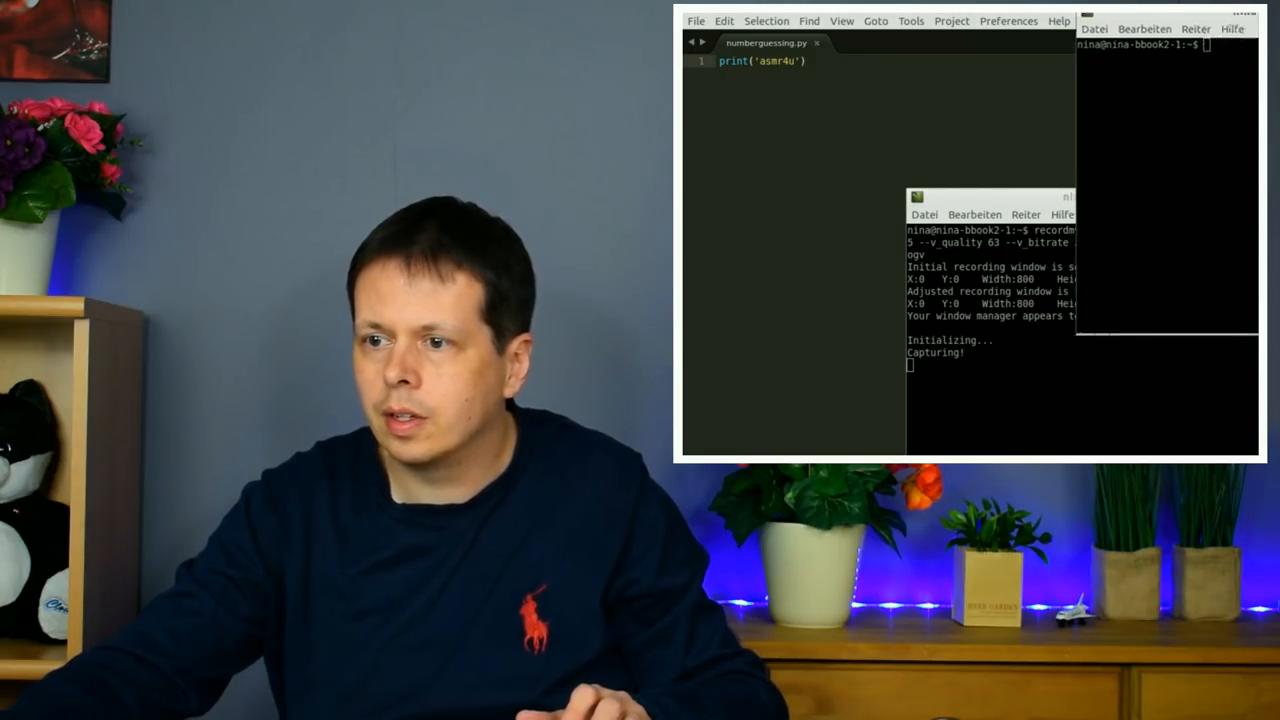 File Edit Selection Find View Goto Tools Project Preferences Help
numberguessing.py ×
1 print('asmr4u')
Datei Bearbeiten Reiter Hilfe
nina@nina-bbook2-1:~$
Datei Bearbeiten Reiter Hilfe
nina@nina-bbook2-1:~$ recordm
5 --v_quality 63 --v_bitrate
ogv
Initial recording window is s
X:0 Y:0 Width:800 Hei
Adjusted recording window is
X:0 Y:0 Width:800 Hei
Your window manager appears t
Initializing...
Capturing!
HERB GARDEN